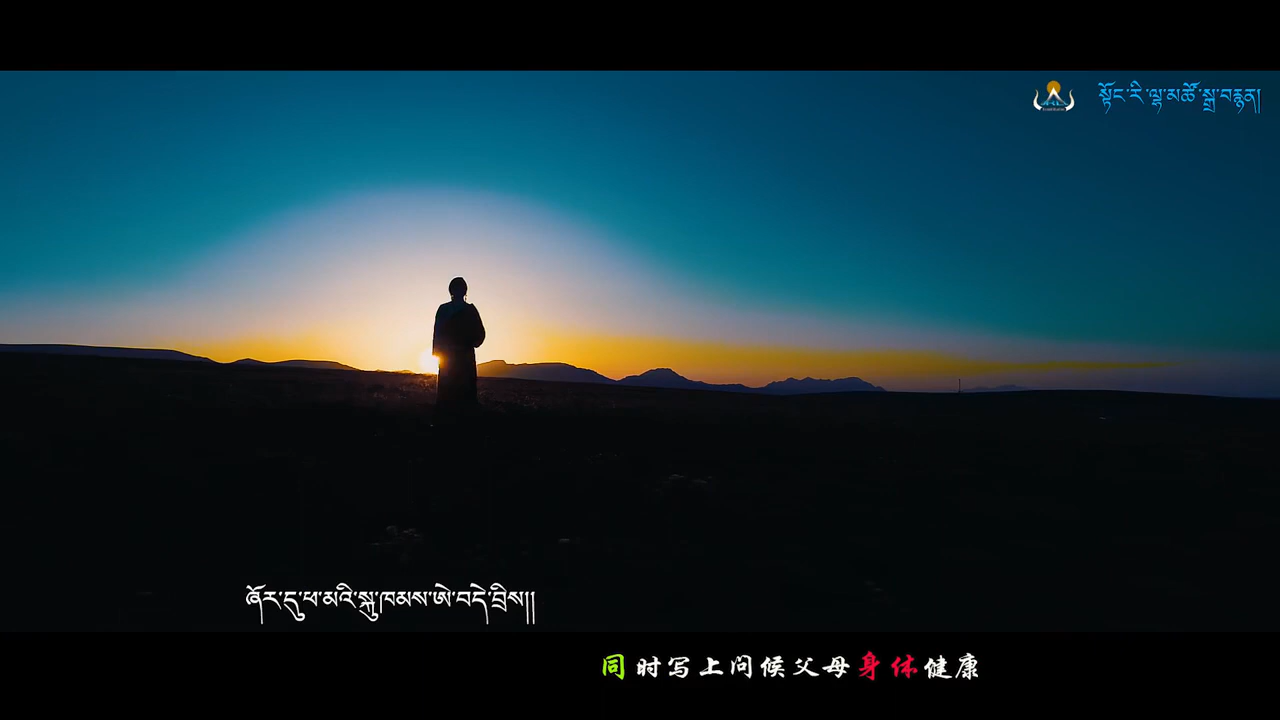 སྟོང་རི་ལྷ་མཚོ་སྒྲ་བརྙན།
ཞོར་དུ་ཕ་མའི་སྐུ་ཁམས་ཨེ་བདེ་བྲིས།།
同时写上问候父母身体健康